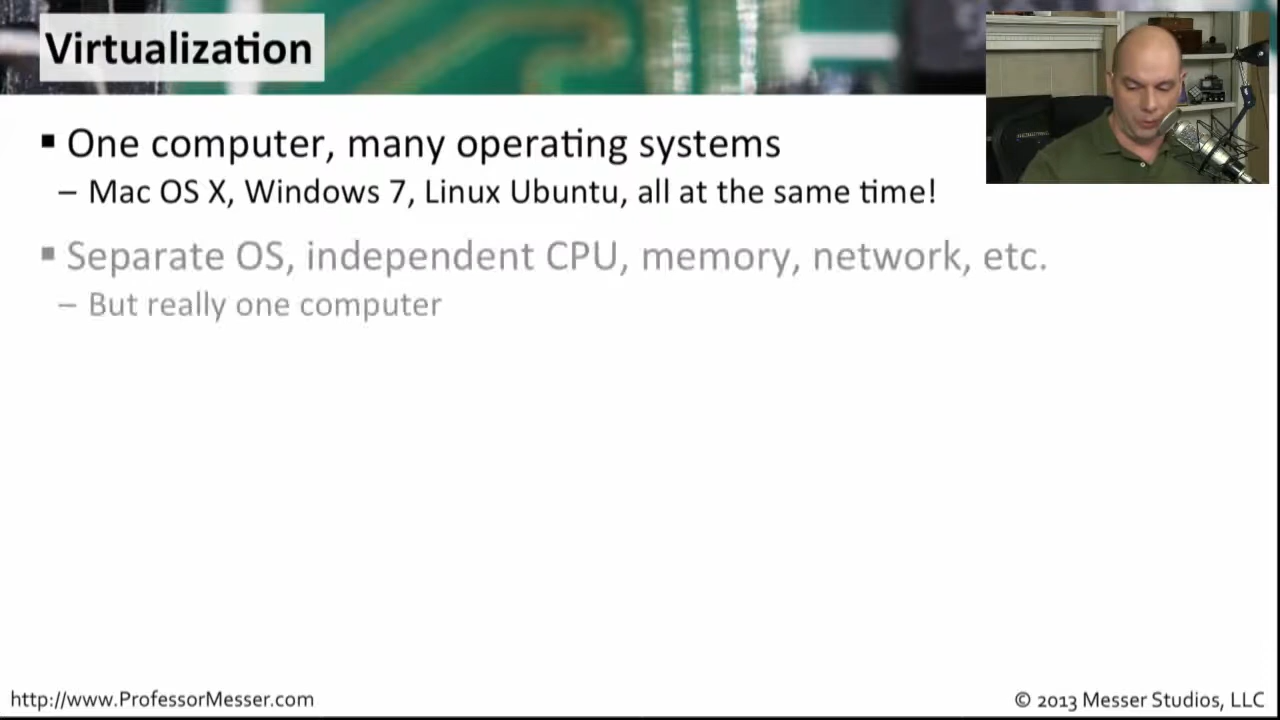 Virtualization
▪ One computer, many operating systems
– Mac OS X, Windows 7, Linux Ubuntu, all at the same time!
▪ Separate OS, independent CPU, memory, network, etc.
– But really one computer
http://www.ProfessorMesser.com
© 2013 Messer Studios, LLC